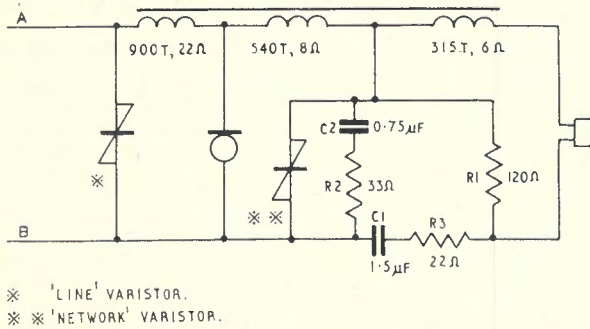 A
900T, 22Ω
540T, 8Ω
315T, 6Ω
C2
0·75μF
R2
33Ω
R1
120Ω
※
※ ※
C1
R3
B
1·5μF
22Ω
※ 'LINE' VARISTOR.
※ ※ 'NETWORK' VARISTOR.